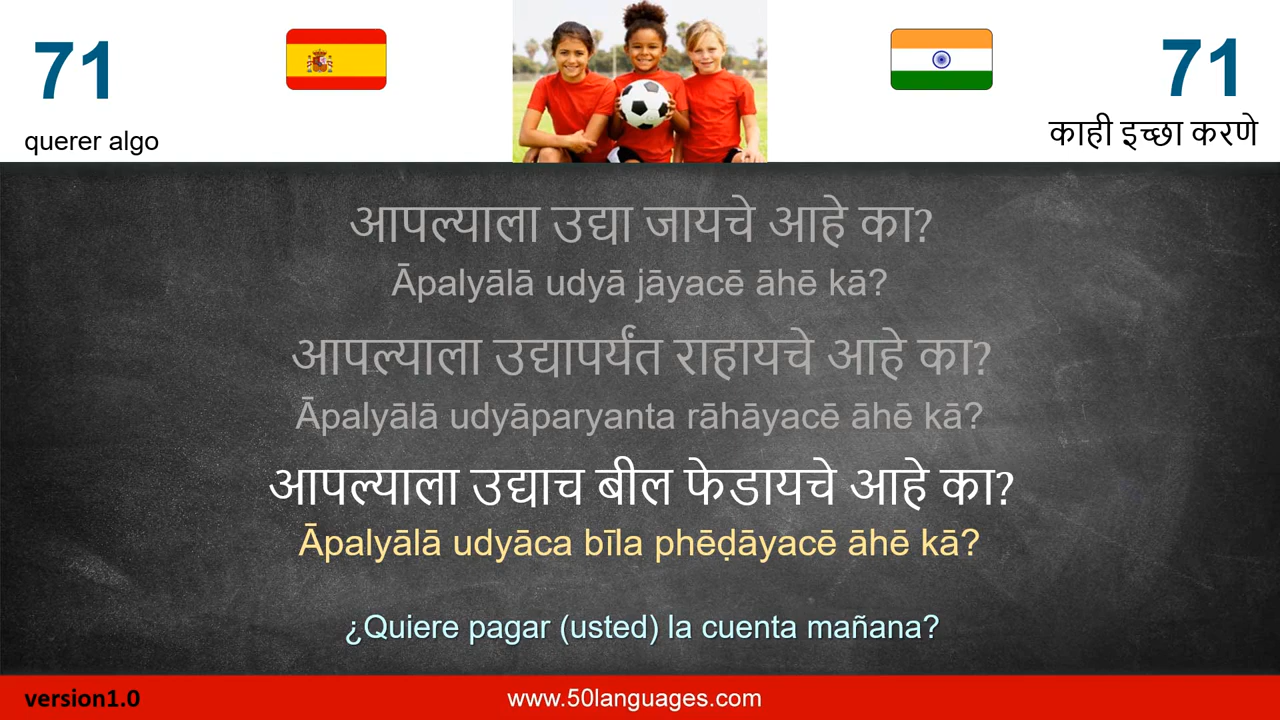 71
71
querer algo
काही इच्छा करणे
आपल्याला उद्या जायचे आहे का?
Āpalyālā udyā jāyacē āhē kā?
आपल्याला उद्यापर्यंत राहायचे आहे का?
Āpalyālā udyāparyanta rāhāyacē āhē kā?
आपल्याला उद्याच बील फेडायचे आहे का?
Āpalyālā udyāca bīla phēḍāyacē āhē kā?
¿Quiere pagar (usted) la cuenta mañana?
version1.0
www.50languages.com